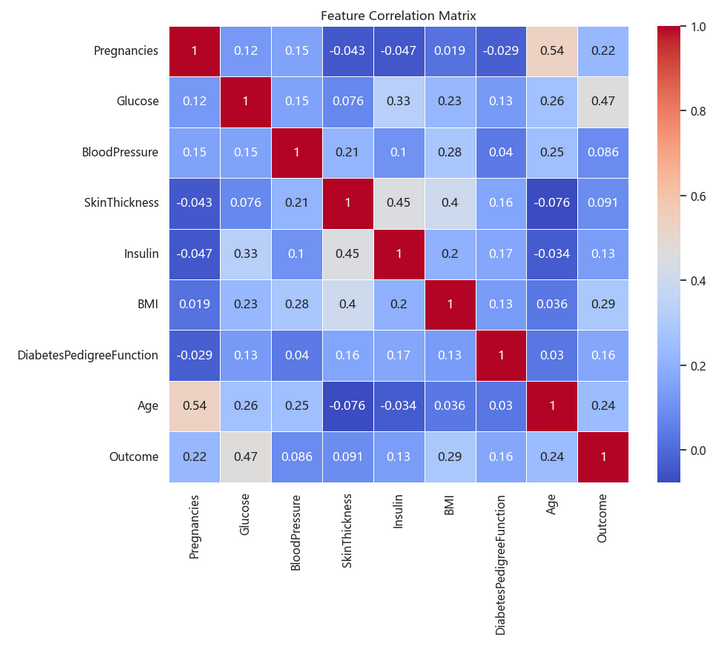 Feature Correlation Matrix
Pregnancies 1 0.12 0.15 -0.043 -0.047 0.019 -0.029 0.54 0.22
Glucose 0.12 1 0.15 0.076 0.33 0.23 0.13 0.26 0.47
BloodPressure 0.15 0.15 1 0.21 0.1 0.28 0.04 0.25 0.086
SkinThickness -0.043 0.076 0.21 1 0.45 0.4 0.16 -0.076 0.091
Insulin -0.047 0.33 0.1 0.45 1 0.2 0.17 -0.034 0.13
BMI 0.019 0.23 0.28 0.4 0.2 1 0.13 0.036 0.29
DiabetesPedigreeFunction -0.029 0.13 0.04 0.16 0.17 0.13 1 0.03 0.16
Age 0.54 0.26 0.25 -0.076 -0.034 0.036 0.03 1 0.24
Outcome 0.22 0.47 0.086 0.091 0.13 0.29 0.16 0.24 1
Pregnancies
Glucose
BloodPressure
SkinThickness
Insulin
BMI
DiabetesPedigreeFunction
Age
Outcome
1.0
0.8
0.6
0.4
0.2
0.0